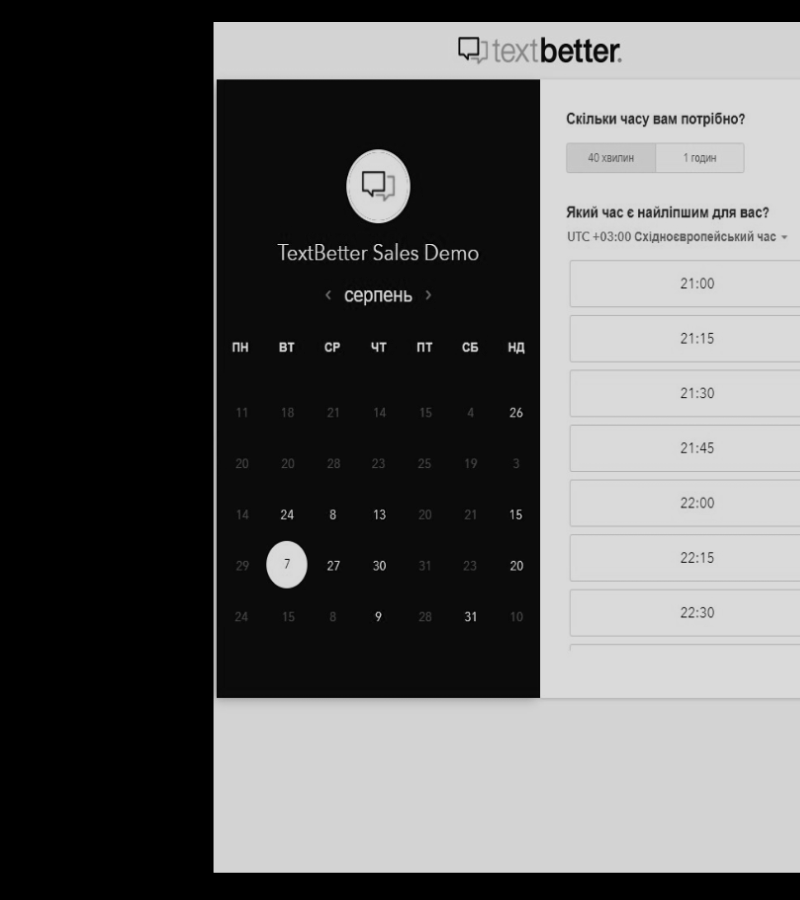 textbetter.
TextBetter Sales Demo
‹ серпень ›
ПН ВТ СР ЧТ ПТ СБ НД
11 18 21 14 15 4 26
20 20 28 23 25 19 3
14 24 8 13 20 21 15
29 7 27 30 31 23 20
24 15 8 9 28 31 10
Скільки часу вам потрібно?
40 хвилин 1 годин
Який час є найліпшим для вас?
UTC +03:00 Східноєвропейський час
21:00
21:15
21:30
21:45
22:00
22:15
22:30